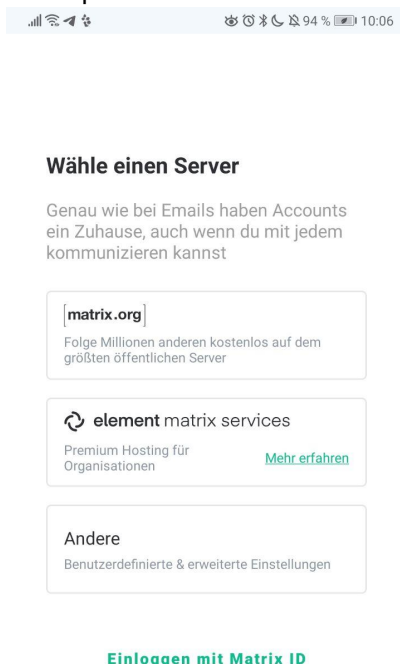 94 % 10:06
Wähle einen Server
Genau wie bei Emails haben Accounts
ein Zuhause, auch wenn du mit jedem
kommunizieren kannst
[matrix.org]
Folge Millionen anderen kostenlos auf dem
größten öffentlichen Server
element matrix services
Premium Hosting für
Organisationen
Mehr erfahren
Andere
Benutzerdefinierte & erweiterte Einstellungen
Einloggen mit Matrix ID